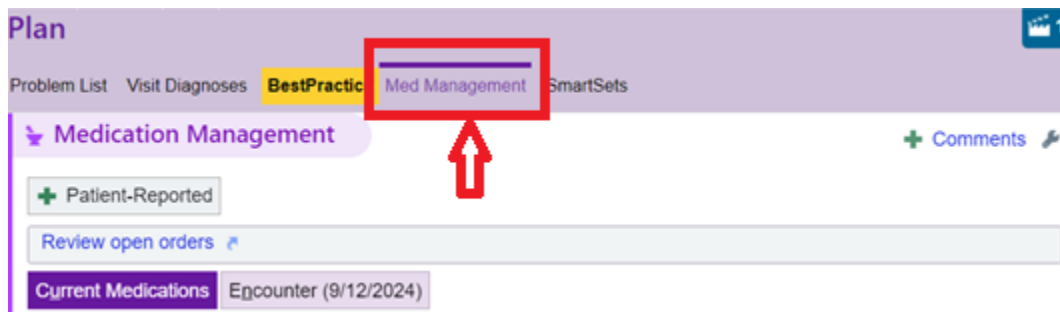 Plan
Problem List Visit Diagnoses BestPractic Med Management SmartSets
Medication Management
Comments
Patient-Reported
Review open orders
Current Medications Encounter (9/12/2024)